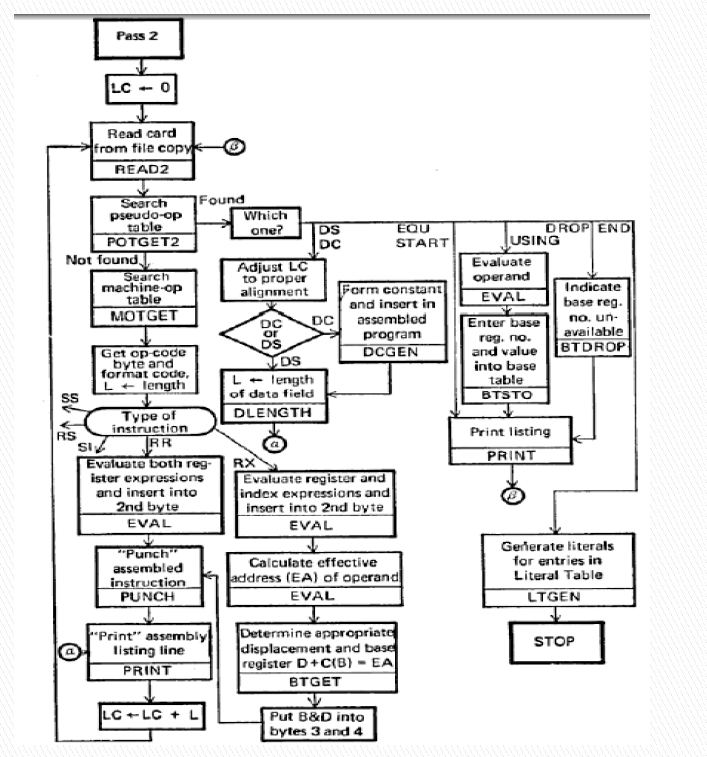 Pass 2
LC ← 0
Read card
from file copy
READ2
β
Search
pseudo-op
table
POTGET2
Found
Which
one?
Not found
Search
machine-op
table
MOTGET
Get op-code
byte and
format code,
L ← length
Type of
instruction
SS
RS
SI
RR
RX
Evaluate both reg-
ister expressions
and insert into
2nd byte
EVAL
"Punch"
assembled
instruction
PUNCH
a
"Print" assembly
listing line
PRINT
LC ← LC + L
Evaluate register and
index expressions and
insert into 2nd byte
EVAL
Calculate effective
address (EA) of operand
EVAL
Determine appropriate
displacement and base
register D+C(B) = EA
BTGET
Put B&D into
bytes 3 and 4
DS
DC
Adjust LC
to proper
alignment
DC
or
DS
DC
DS
Form constant
and insert in
assembled
program
DCGEN
L ← length
of data field
DLENGTH
a
EQU
START
USING
Evaluate
operand
EVAL
Enter base
reg. no.
and value
into base
table
BTSTO
DROP
Indicate
base reg.
no. un-
available
BTDROP
Print listing
PRINT
β
END
Generate literals
for entries in
Literal Table
LTGEN
STOP